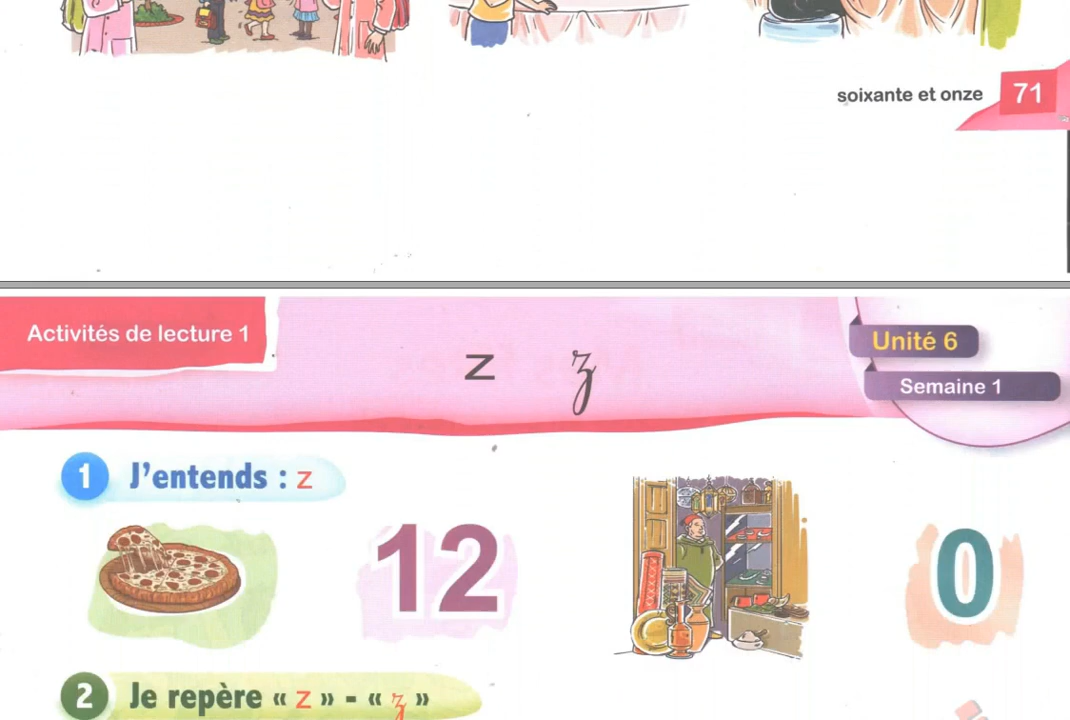 soixante et onze 71
Activités de lecture 1
z z
Unité 6
Semaine 1
1 J'entends : z
12
0
2 Je repère « z » - « z »